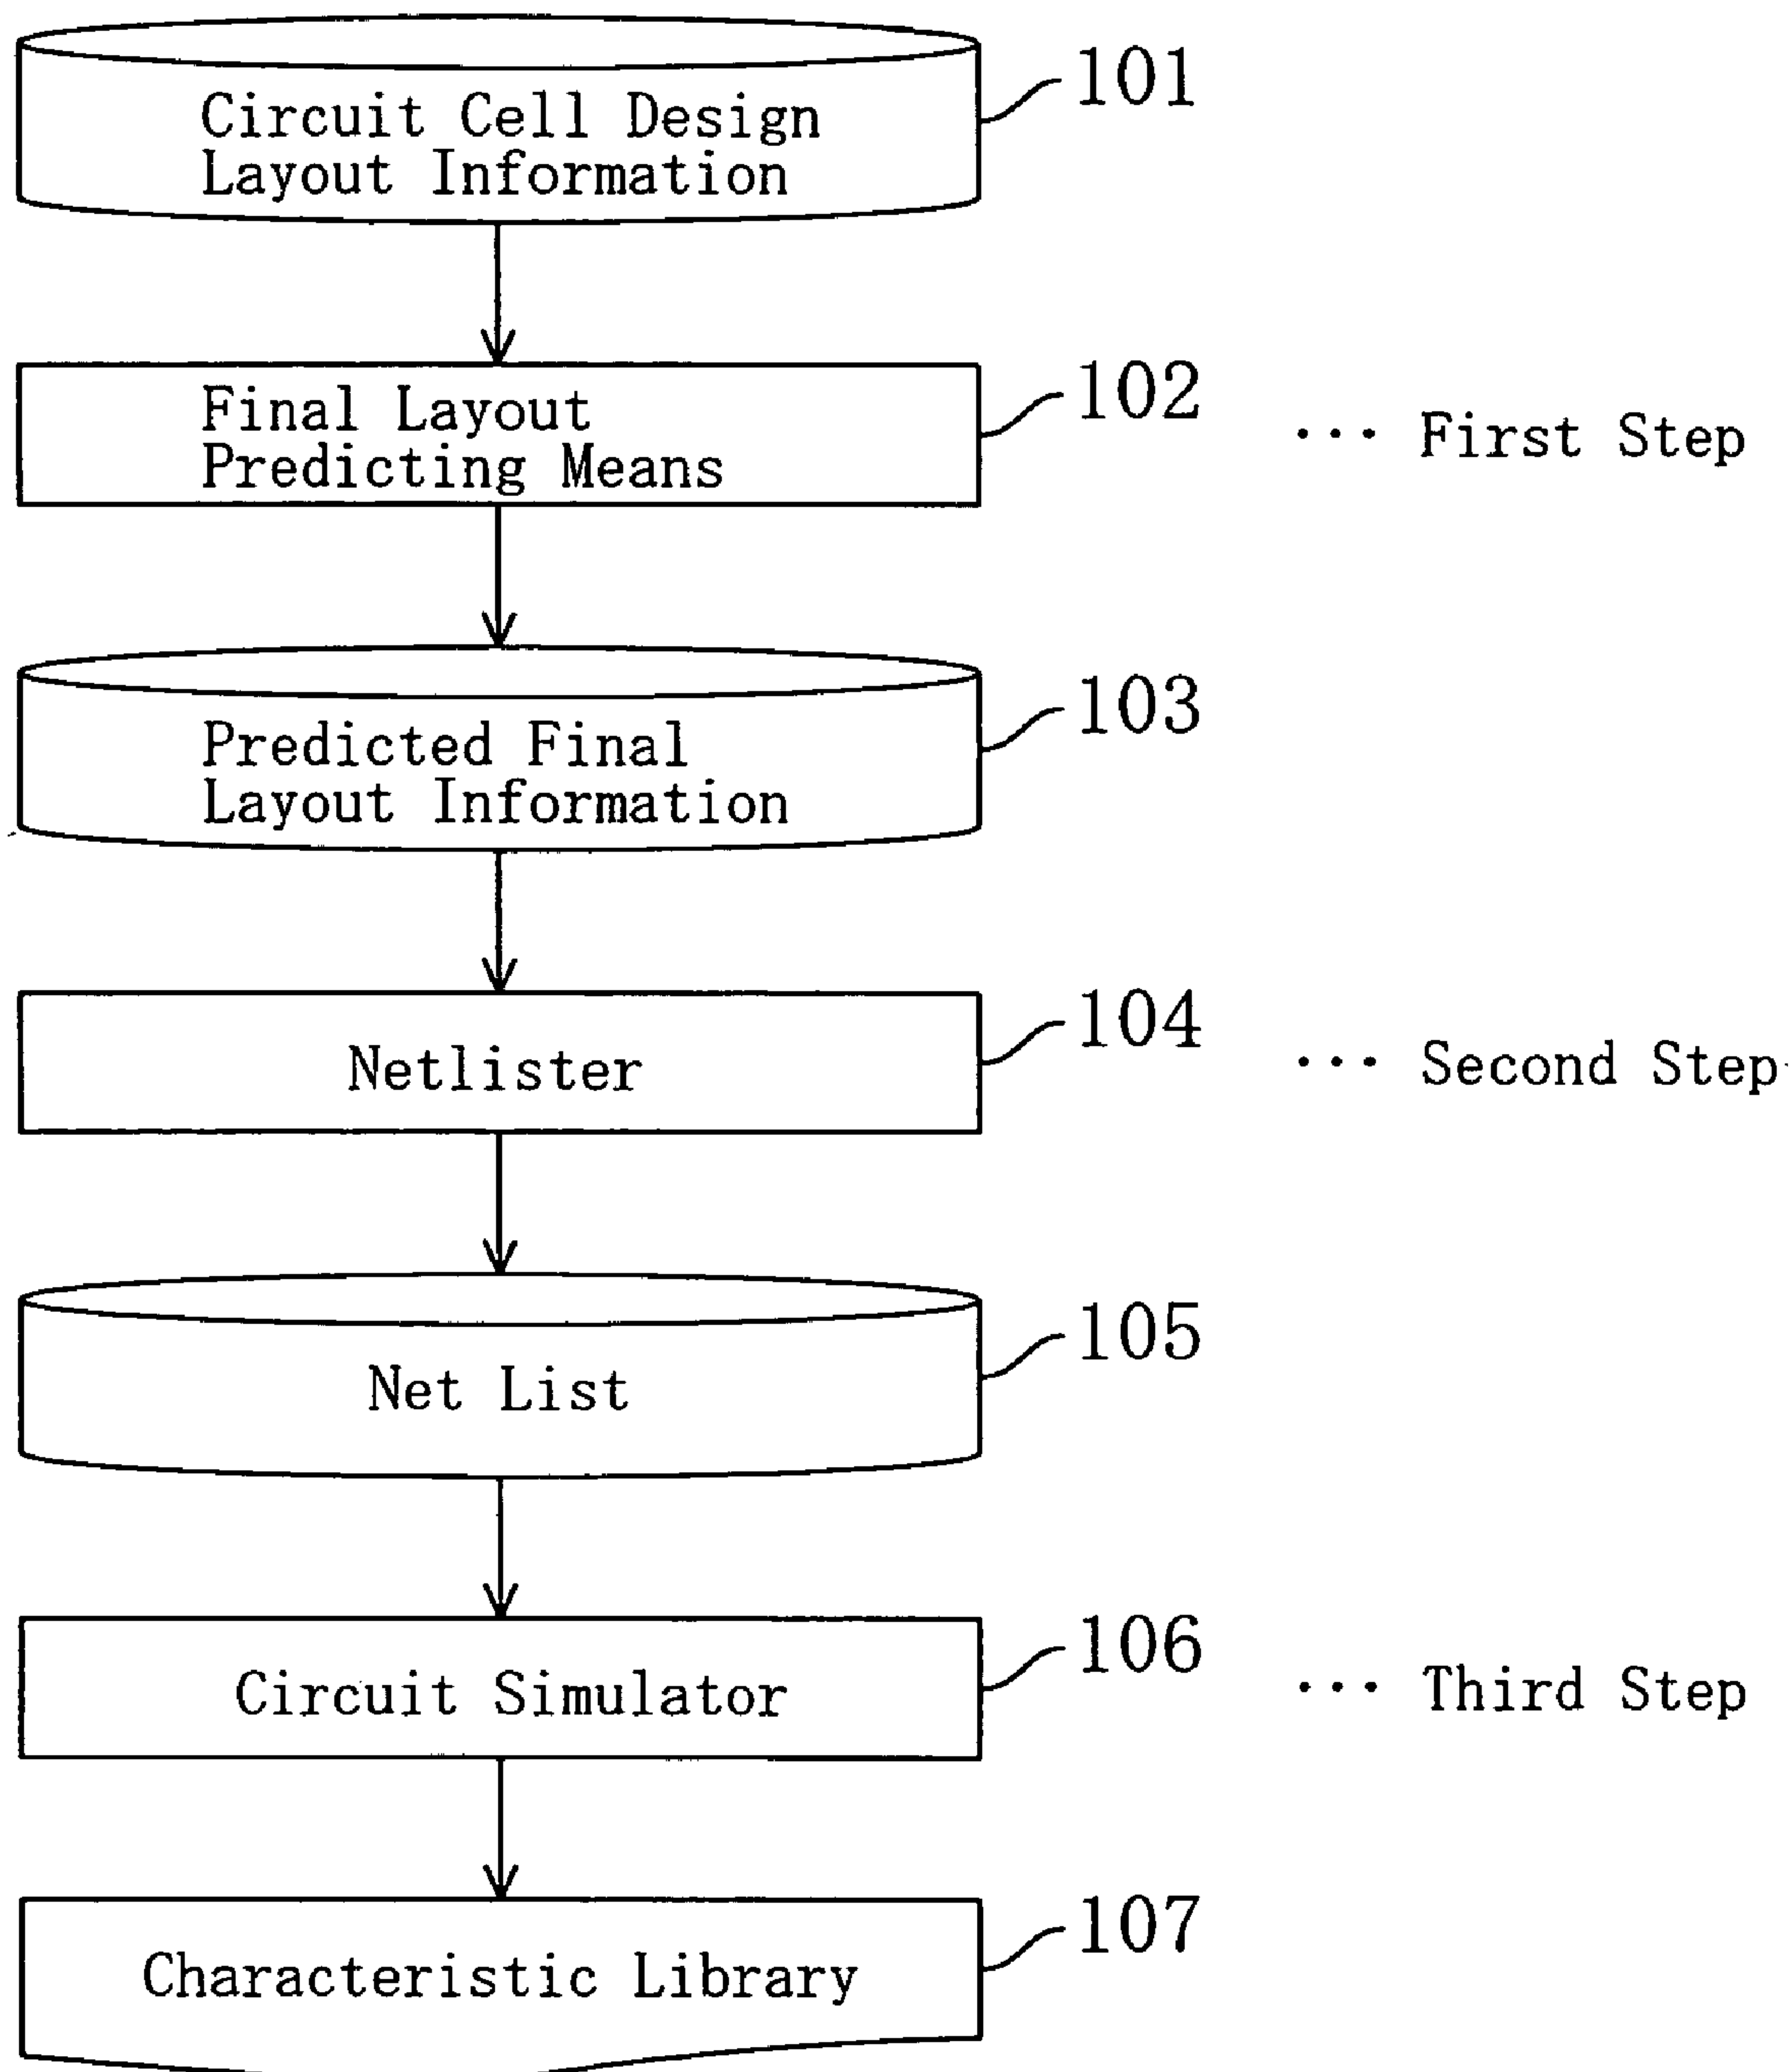 Circuit Cell Design
Layout Information
101
Final Layout
Predicting Means
102
... First Step
Predicted Final
Layout Information
103
Netlister
104
... Second Step
Net List
105
Circuit Simulator
106
... Third Step
Characteristic Library
107